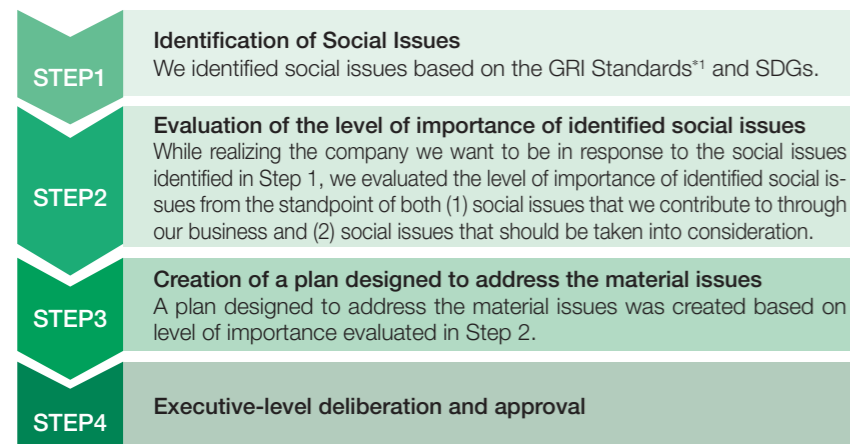 STEP1
Identification of Social Issues
We identified social issues based on the GRI Standards*1 and SDGs.
STEP2
Evaluation of the level of importance of identified social issues
While realizing the company we want to be in response to the social issues
identified in Step 1, we evaluated the level of importance of identified social is-
sues from the standpoint of both (1) social issues that we contribute to through
our business and (2) social issues that should be taken into consideration.
STEP3
Creation of a plan designed to address the material issues
A plan designed to address the material issues was created based on
level of importance evaluated in Step 2.
STEP4
Executive-level deliberation and approval